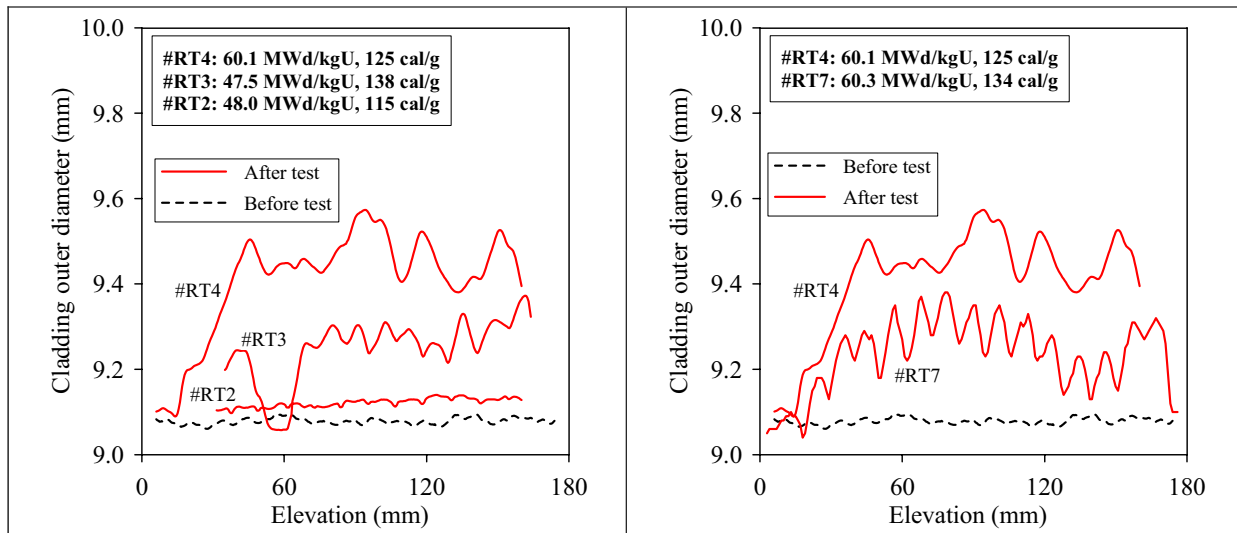 10.0
9.8
9.6
9.4
9.2
9.0
Cladding outer diameter (mm)
#RT4: 60.1 MWd/kgU, 125 cal/g
#RT3: 47.5 MWd/kgU, 138 cal/g
#RT2: 48.0 MWd/kgU, 115 cal/g
After test
Before test
#RT4
#RT3
#RT2
0
60
120
180
Elevation (mm)
10.0
9.8
9.6
9.4
9.2
9.0
Cladding outer diameter (mm)
#RT4: 60.1 MWd/kgU, 125 cal/g
#RT7: 60.3 MWd/kgU, 134 cal/g
Before test
After test
#RT4
#RT7
0
60
120
180
Elevation (mm)